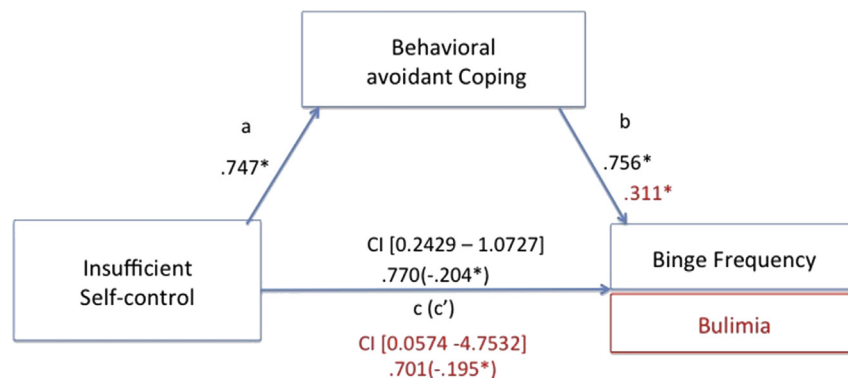 Behavioral
avoidant Coping
a
.747*
b
.756*
.311*
Insufficient
Self-control
CI [0.2429 – 1.0727]
.770(-.204*)
c (c’)
CI [0.0574 -4.7532]
.701(-.195*)
Binge Frequency
Bulimia